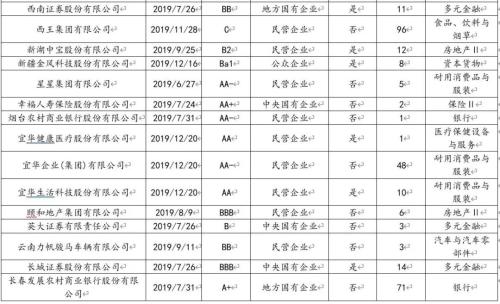 西南证券股份有限公司 2019/7/26 BB 地方国有企业 是 11 多元金融
西王集团有限公司 2019/11/28 C 民营企业 否 96 食品、饮料与烟草
新湖中宝股份有限公司 2019/9/25 B2 民营企业 是 12 房地产Ⅱ
新疆金风科技股份有限公司 2019/12/16 Ba1 公众企业 是 8 资本货物
星星集团有限公司 2019/6/27 AA- 民营企业 否 5 耐用消费品与服装
幸福人寿保险股份有限公司 2019/7/24 AA+ 中央国有企业 否 2 保险Ⅱ
烟台农村商业银行股份有限公司 2019/7/31 AA- 民营企业 否 1 银行
宜华健康医疗股份有限公司 2019/12/20 AA 民营企业 是 1 医疗保健设备与服务
宜华企业(集团)有限公司 2019/12/20 AA- 民营企业 否 48 耐用消费品与服装
宜华生活科技股份有限公司 2019/12/20 AA 民营企业 是 10 耐用消费品与服装
颐和地产集团有限公司 2019/8/9 BBB 民营企业 否 6 房地产Ⅱ
英大证券有限责任公司 2019/7/26 B 中央国有企业 否 3 多元金融
云南力帆骏马车辆有限公司 2019/9/11 BB 民营企业 否 3 汽车与汽车零部件
长城证券股份有限公司 2019/7/26 BBB 中央国有企业 是 14 多元金融
长春发展农村商业银行股份有限公司 2019/7/31 A+ 地方国有企业 否 71 银行